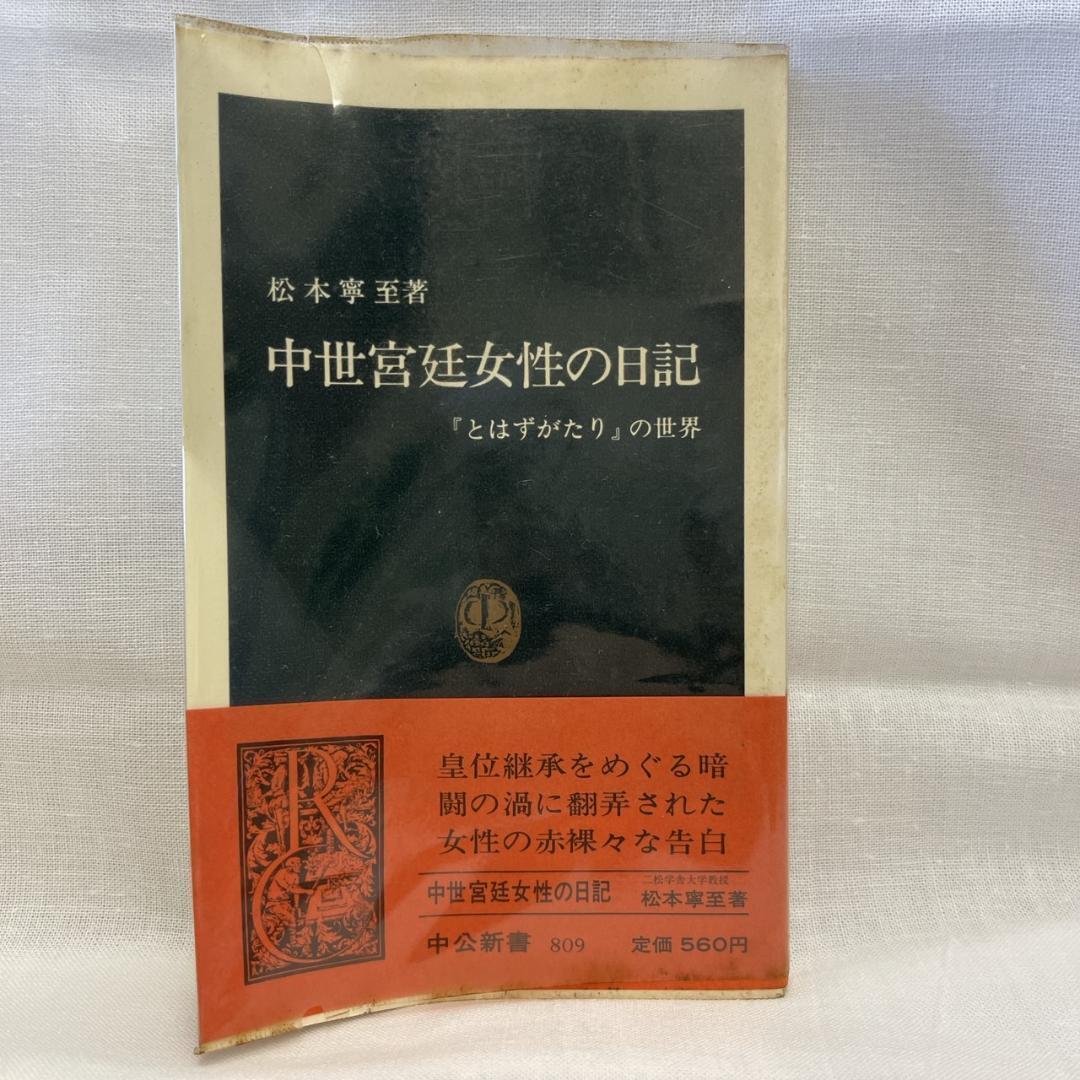 松本寧至著
中世宮廷女性の日記
『とはずがたり』の世界
皇位継承をめぐる暗
闘の渦に翻弄された
女性の赤裸々な告白
中世宮廷女性の日記
二松学舎大学教授
松本寧至著
中公新書 809 定価 560円
R
C